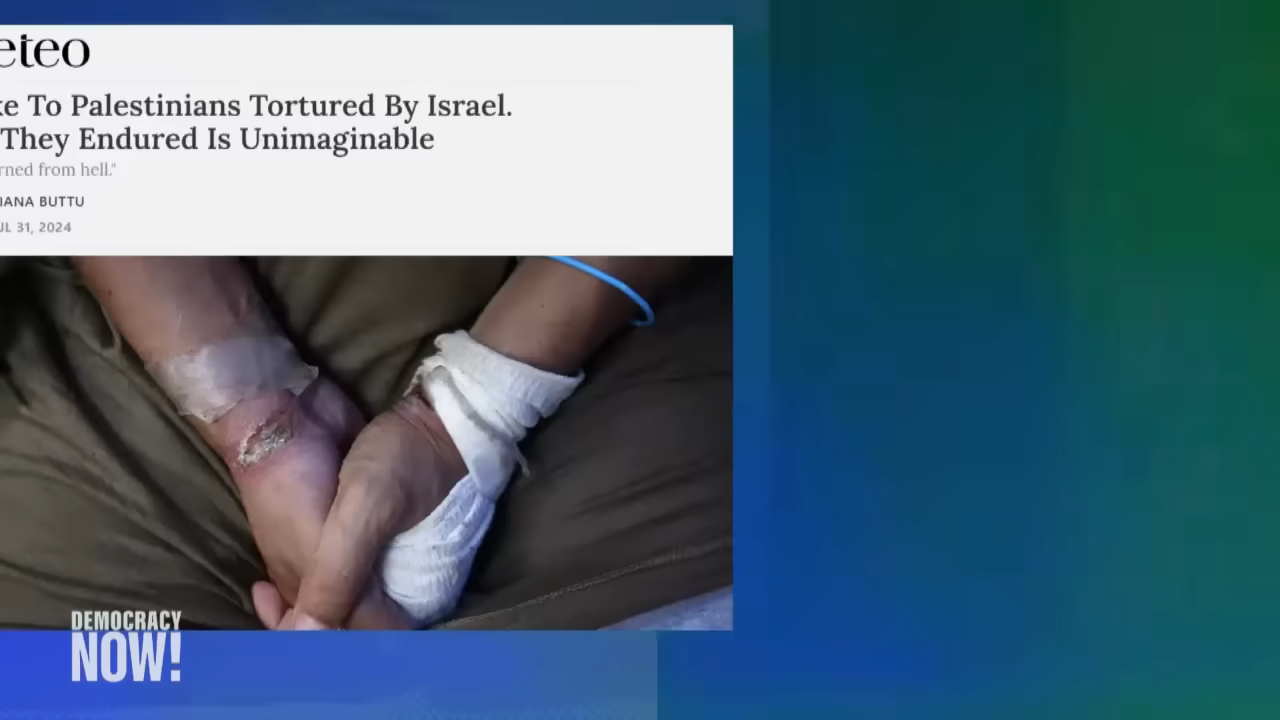 eteo
ke To Palestinians Tortured By Israel.
They Endured Is Unimaginable
rned from hell."
IANA BUTTU
UL 31, 2024
DEMOCRACY
NOW!